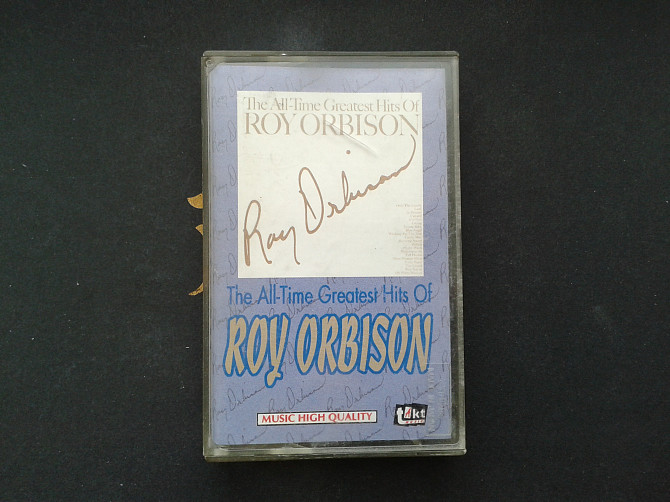 The All-Time Greatest Hits Of
ROY ORBISON
Roy Orbison
The All-Time Greatest Hits Of
ROY ORBISON
MUSIC HIGH QUALITY
takt
MUSIC